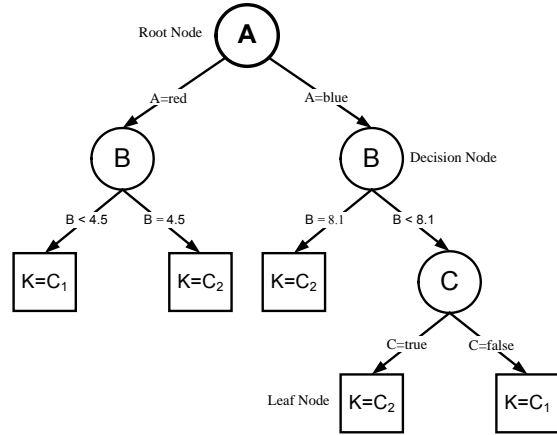 Root Node
A
A=red
A=blue
B
B
Decision Node
B < 4.5
B = 4.5
B = 8.1
B < 8.1
K=C₁
K=C₂
K=C₂
C
C=true
C=false
Leaf Node
K=C₂
K=C₁